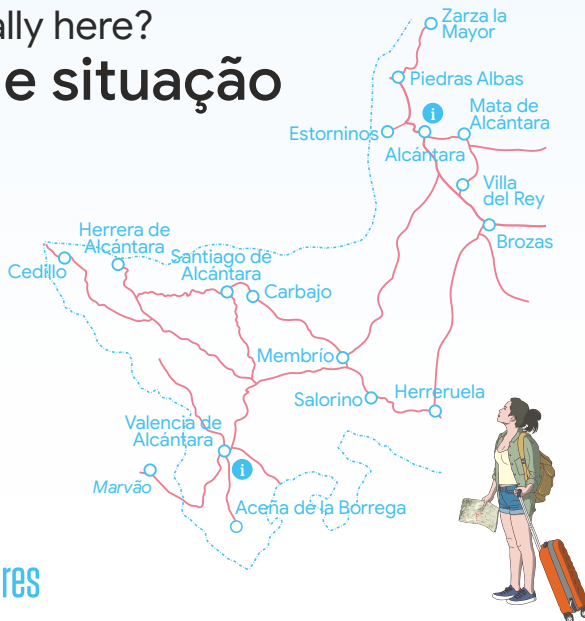 ally here?
e situação
Zarza la
Mayor
Piedras Albas
i
Mata de
Alcántara
Estorninos
Alcántara
Villa
del Rey
Brozas
Herrera de
Alcántara
Santiago de
Alcántara
Cedillo
Carbajo
Membrío
Salorino
Herreruela
Valencia de
Alcántara
i
Marvão
Aceña de la Borrega
res